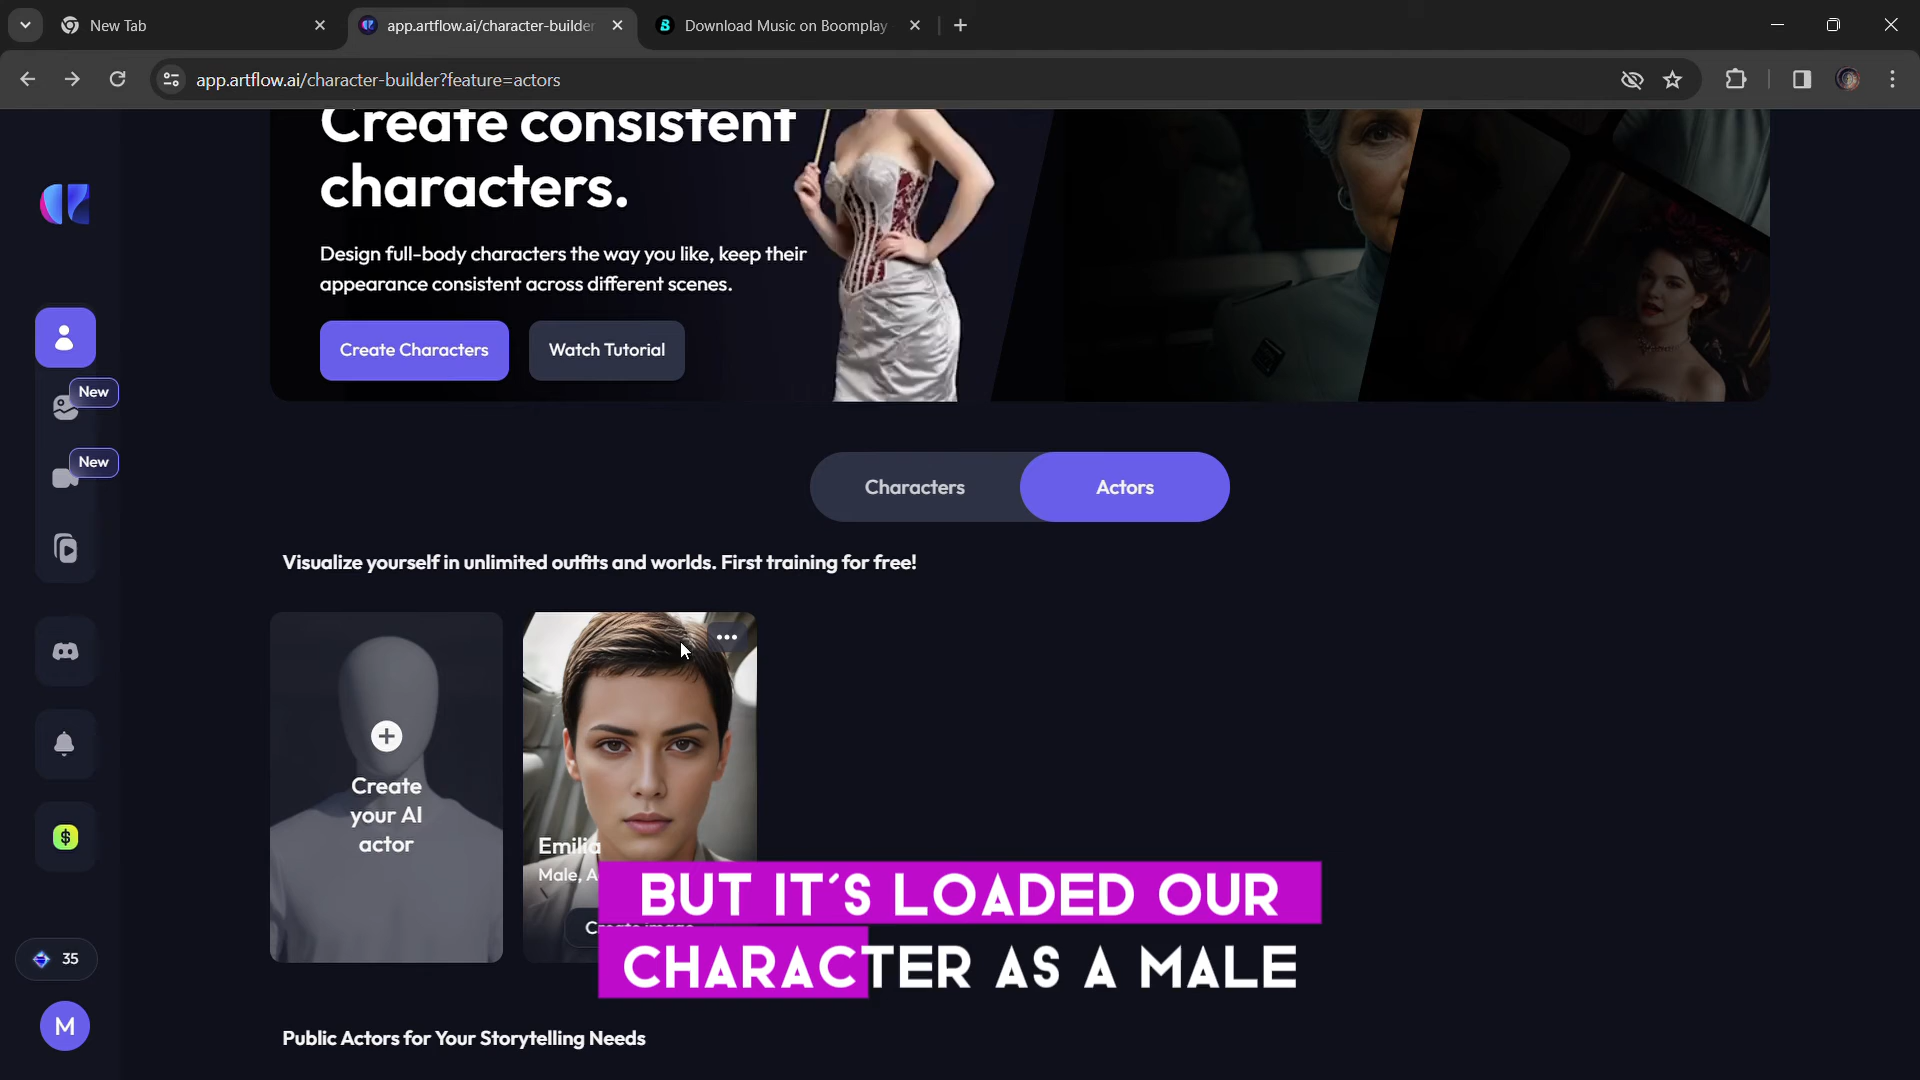 New Tab
app.artflow.ai/character-builder
Download Music on Boomplay
app.artflow.ai/character-builder?feature=actors
Create consistent
characters.
Design full-body characters the way you like, keep their
appearance consistent across different scenes.
Create Characters
Watch Tutorial
New
New
Characters
Actors
Visualize yourself in unlimited outfits and worlds. First training for free!
Create
your AI
actor
Emilia
Male, A
BUT IT'S LOADED OUR
CHARACTER AS A MALE
35
M
Public Actors for Your Storytelling Needs